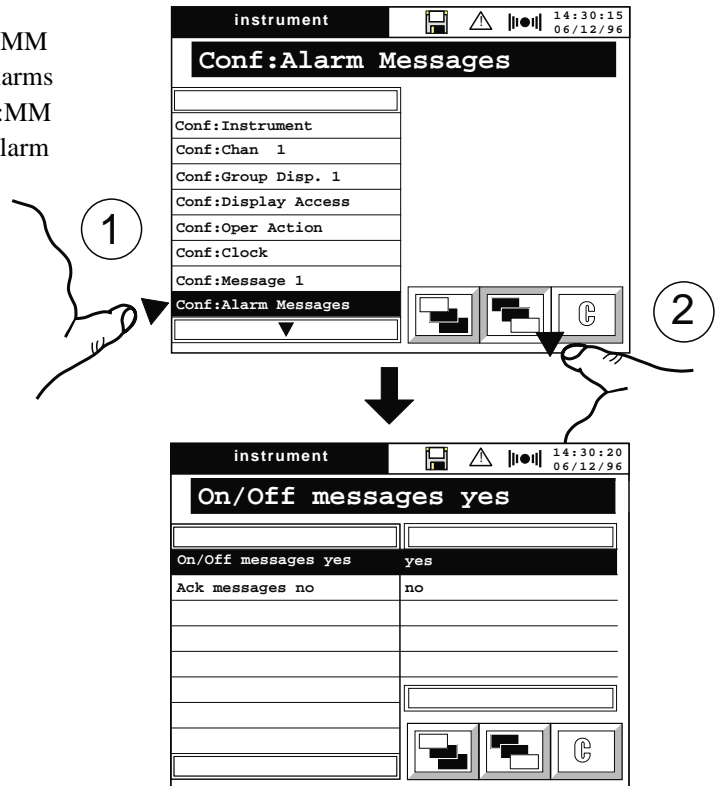 MM
arms
:MM
larm
instrument
14:30:15
06/12/96
Conf:Alarm Messages
Conf:Instrument
Conf:Chan 1
Conf:Group Disp. 1
Conf:Display Access
Conf:Oper Action
Conf:Clock
Conf:Message 1
Conf:Alarm Messages
C
1
2
instrument
14:30:20
06/12/96
On/Off messages yes
On/Off messages yes yes
Ack messages no no
C